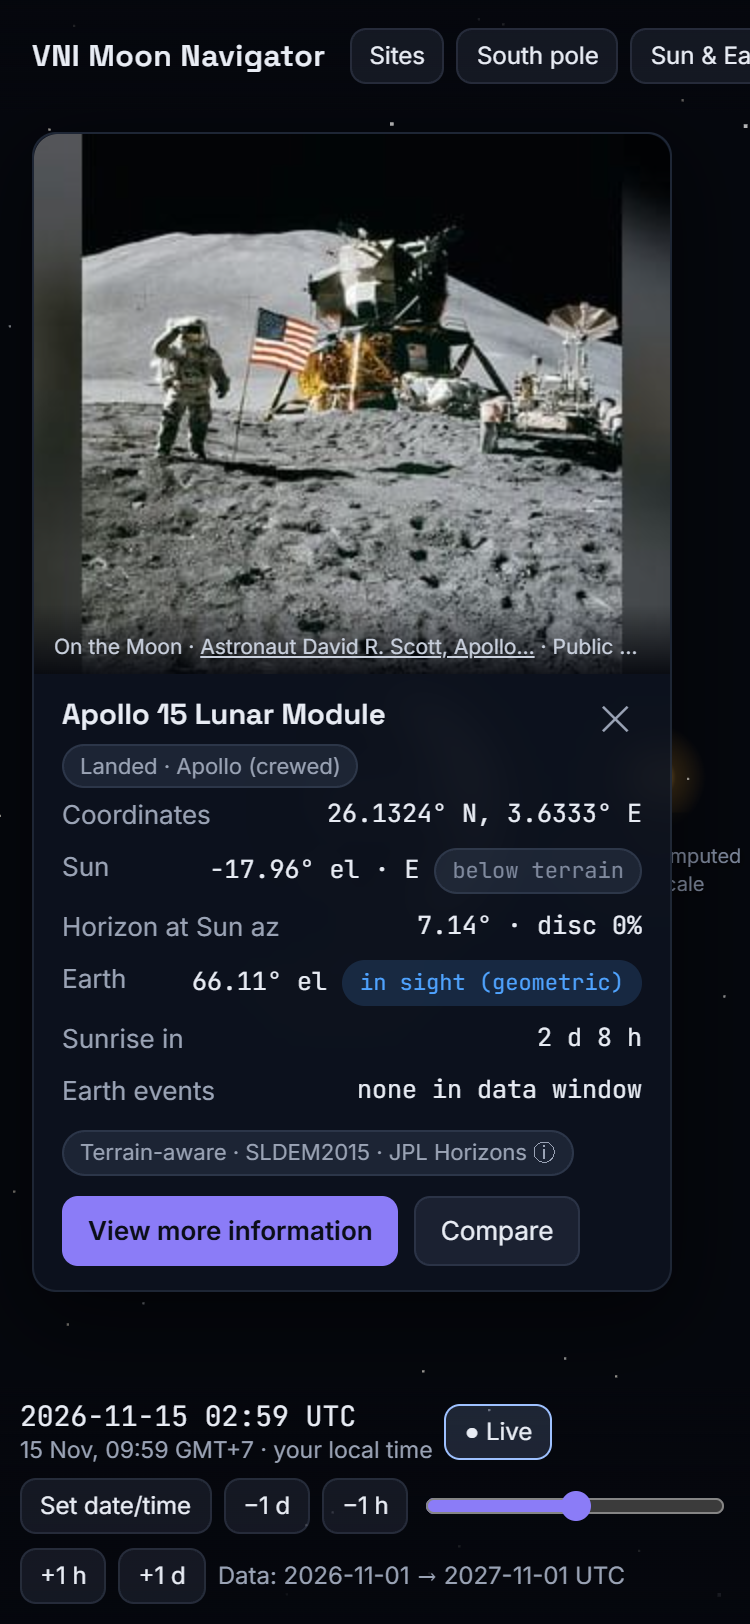 VNI Moon Navigator
Sites
South pole
Sun & Ea
On the Moon · Astronaut David R. Scott, Apollo... · Public ...
Apollo 15 Lunar Module
Landed · Apollo (crewed)
Coordinates 26.1324° N, 3.6333° E
Sun -17.96° el · E below terrain
Horizon at Sun az 7.14° · disc 0%
Earth 66.11° el in sight (geometric)
Sunrise in 2 d 8 h
Earth events none in data window
Terrain-aware · SLDEM2015 · JPL Horizons ⓘ
View more information
Compare
mputed
cale
2026-11-15 02:59 UTC
15 Nov, 09:59 GMT+7 · your local time
● Live
Set date/time
−1 d
−1 h
+1 h
+1 d
Data: 2026-11-01 → 2027-11-01 UTC